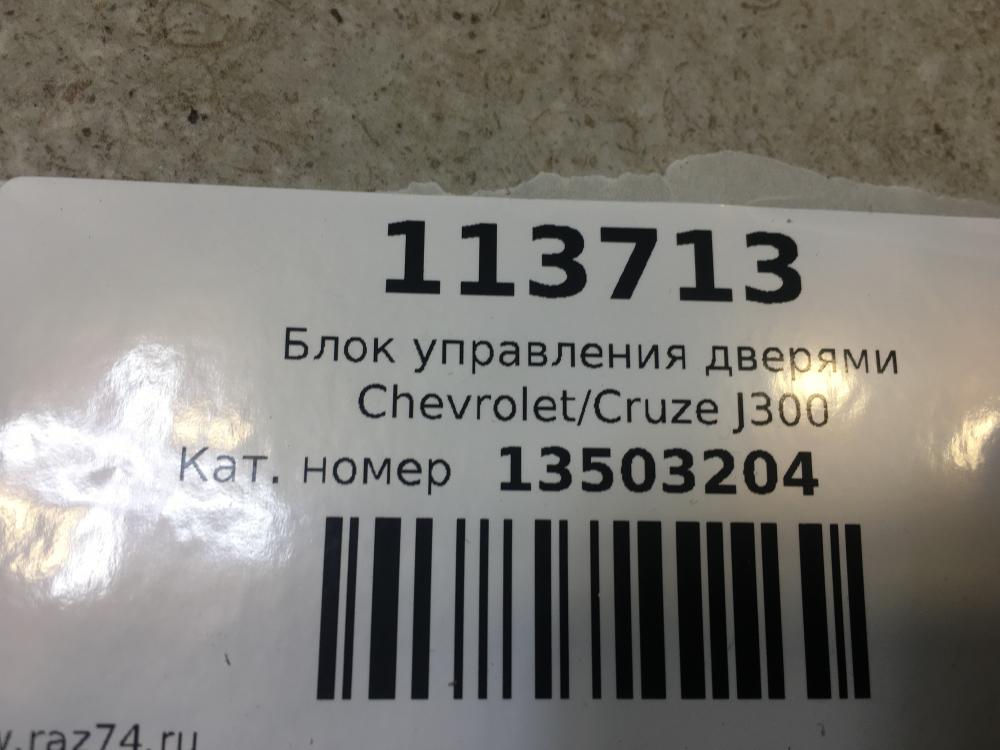 113713
Блок управления дверями
Chevrolet/Cruze J300
Кат. номер 13503204
.raz74.ru